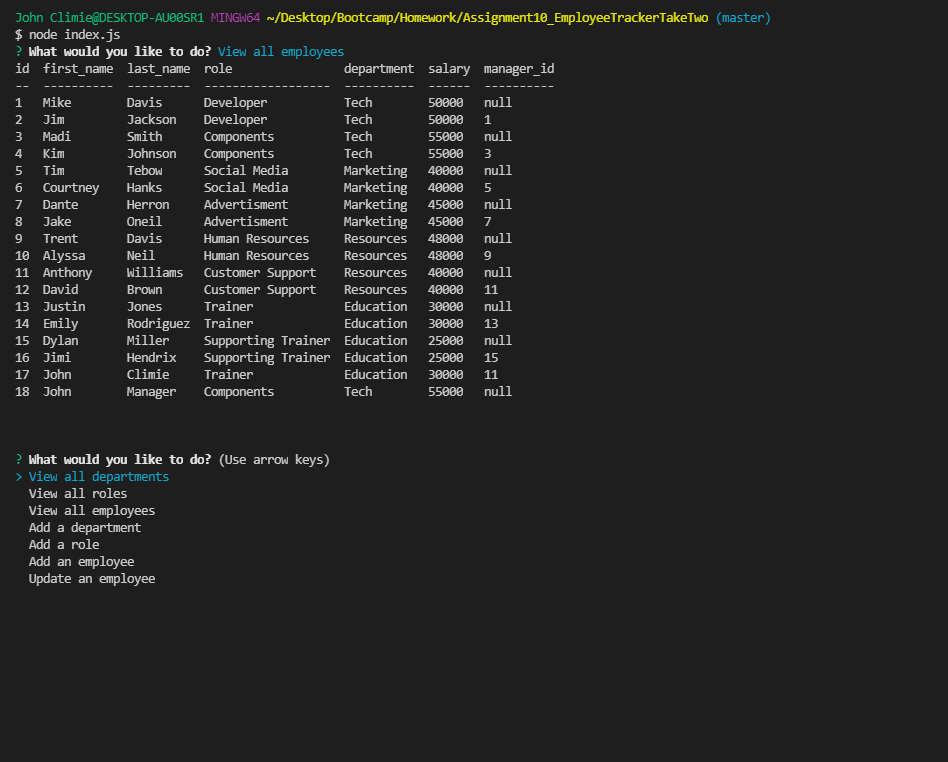 John Climie@DESKTOP-AU00SR1 MINGW64 ~/Desktop/Bootcamp/Homework/Assignment10_EmployeeTrackerTakeTwo (master)
$ node index.js
? What would you like to do? View all employees
id  first_name  last_name  role                department  salary  manager_id
--  ----------  ---------  ------------------  ----------  ------  ----------
1   Mike        Davis      Developer           Tech        50000   null
2   Jim         Jackson    Developer           Tech        50000   1
3   Madi        Smith      Components          Tech        55000   null
4   Kim         Johnson    Components          Tech        55000   3
5   Tim         Tebow      Social Media        Marketing   40000   null
6   Courtney    Hanks      Social Media        Marketing   40000   5
7   Dante       Herron     Advertisment        Marketing   45000   null
8   Jake        Oneil      Advertisment        Marketing   45000   7
9   Trent       Davis      Human Resources     Resources   48000   null
10  Alyssa      Neil       Human Resources     Resources   48000   9
11  Anthony     Williams   Customer Support    Resources   40000   null
12  David       Brown      Customer Support    Resources   40000   11
13  Justin      Jones      Trainer             Education   30000   null
14  Emily       Rodriguez  Trainer             Education   30000   13
15  Dylan       Miller     Supporting Trainer  Education   25000   null
16  Jimi        Hendrix    Supporting Trainer  Education   25000   15
17  John        Climie     Trainer             Education   30000   11
18  John        Manager    Components          Tech        55000   null
? What would you like to do? (Use arrow keys)
> View all departments
  View all roles
  View all employees
  Add a department
  Add a role
  Add an employee
  Update an employee